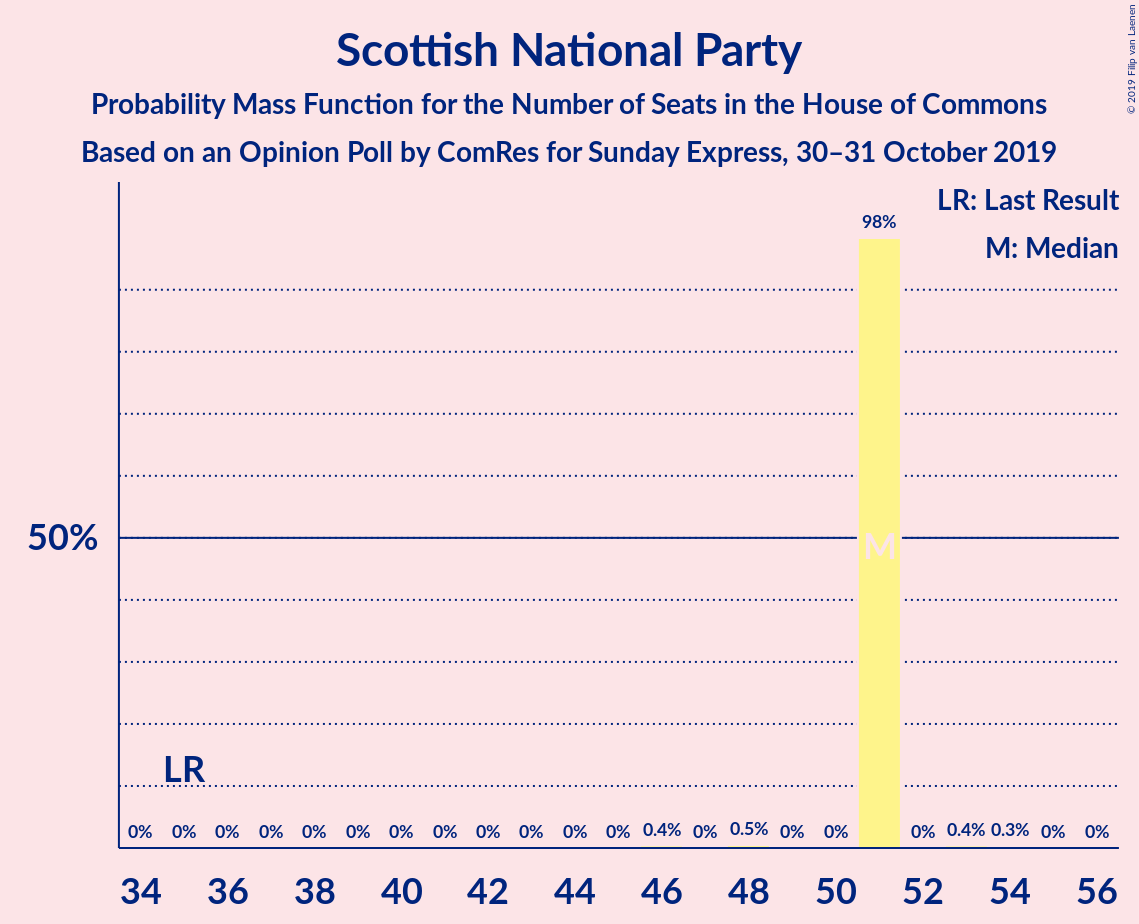 Scottish National Party
Probability Mass Function for the Number of Seats in the House of Commons
Based on an Opinion Poll by ComRes for Sunday Express, 30–31 October 2019
© 2019 Filip van Laenen
LR: Last Result
M: Median
98%
50%
M
LR
0% 0% 0% 0% 0% 0% 0% 0% 0% 0% 0% 0% 0.4% 0% 0.5% 0% 0% 0% 0.4% 0.3% 0% 0%
34 36 38 40 42 44 46 48 50 52 54 56